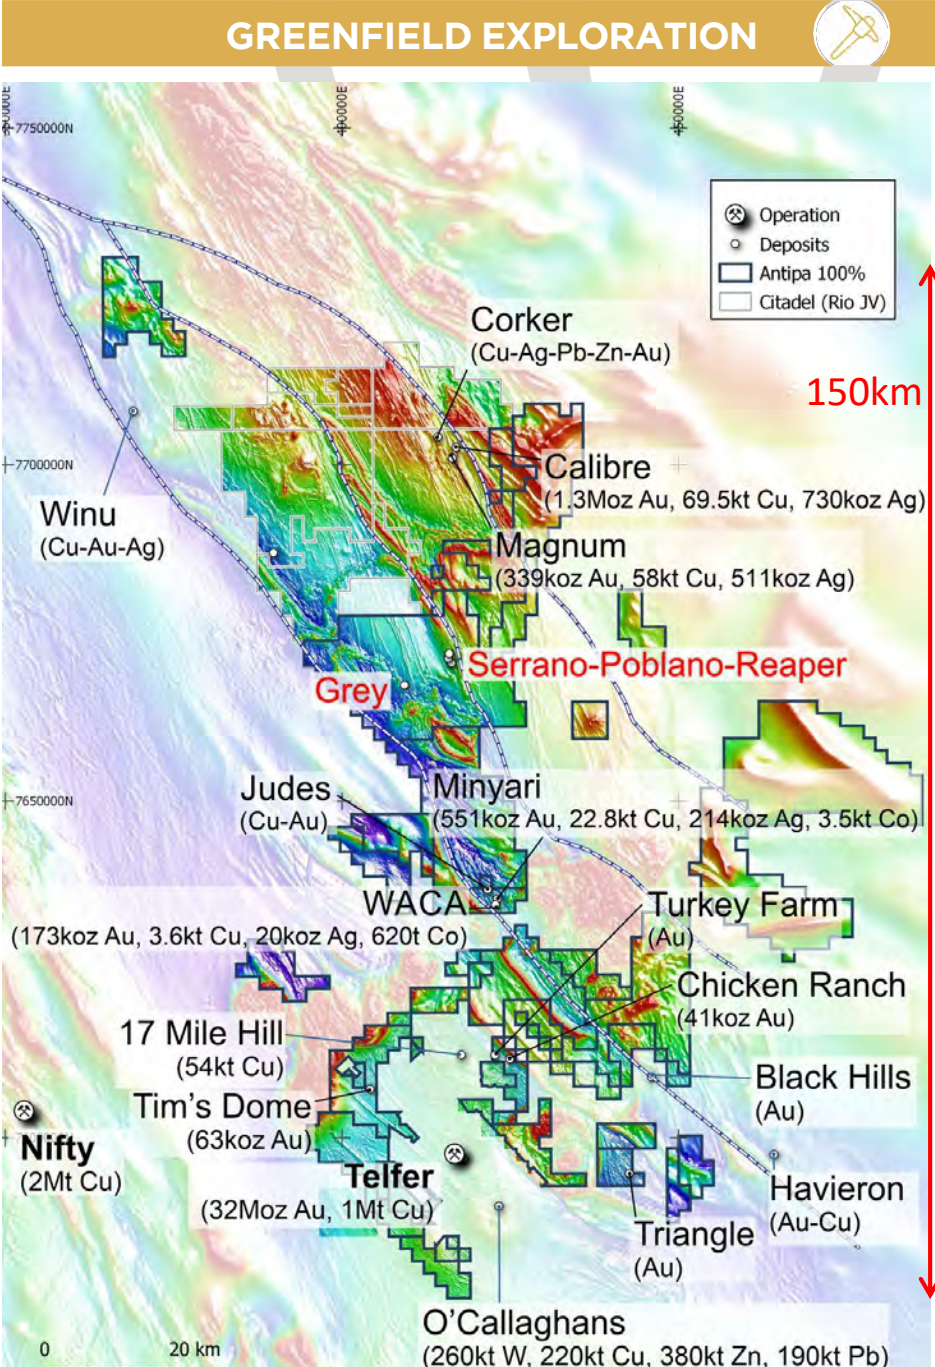 GREENFIELD EXPLORATION
400000E
450000E
7750000N
Operation
Deposits
Antipa 100%
Citadel (Rio JV)
Corker
(Cu-Ag-Pb-Zn-Au)
150km
7700000N
Calibre
(1.3Moz Au, 69.5kt Cu, 730koz Ag)
Winu
(Cu-Au-Ag)
Magnum
(339koz Au, 58kt Cu, 511koz Ag)
Serrano-Poblano-Reaper
Grey
Judes
(Cu-Au)
Minyari
(551koz Au, 22.8kt Cu, 214koz Ag, 3.5kt Co)
7650000N
WACA
(173koz Au, 3.6kt Cu, 20koz Ag, 620t Co)
Turkey Farm
(Au)
Chicken Ranch
(41koz Au)
17 Mile Hill
(54kt Cu)
Black Hills
(Au)
Tim's Dome
(63koz Au)
Nifty
(2Mt Cu)
Telfer
(32Moz Au, 1Mt Cu)
Havieron
(Au-Cu)
Triangle
(Au)
O'Callaghans
(260kt W, 220kt Cu, 380kt Zn, 190kt Pb)
0 20 km